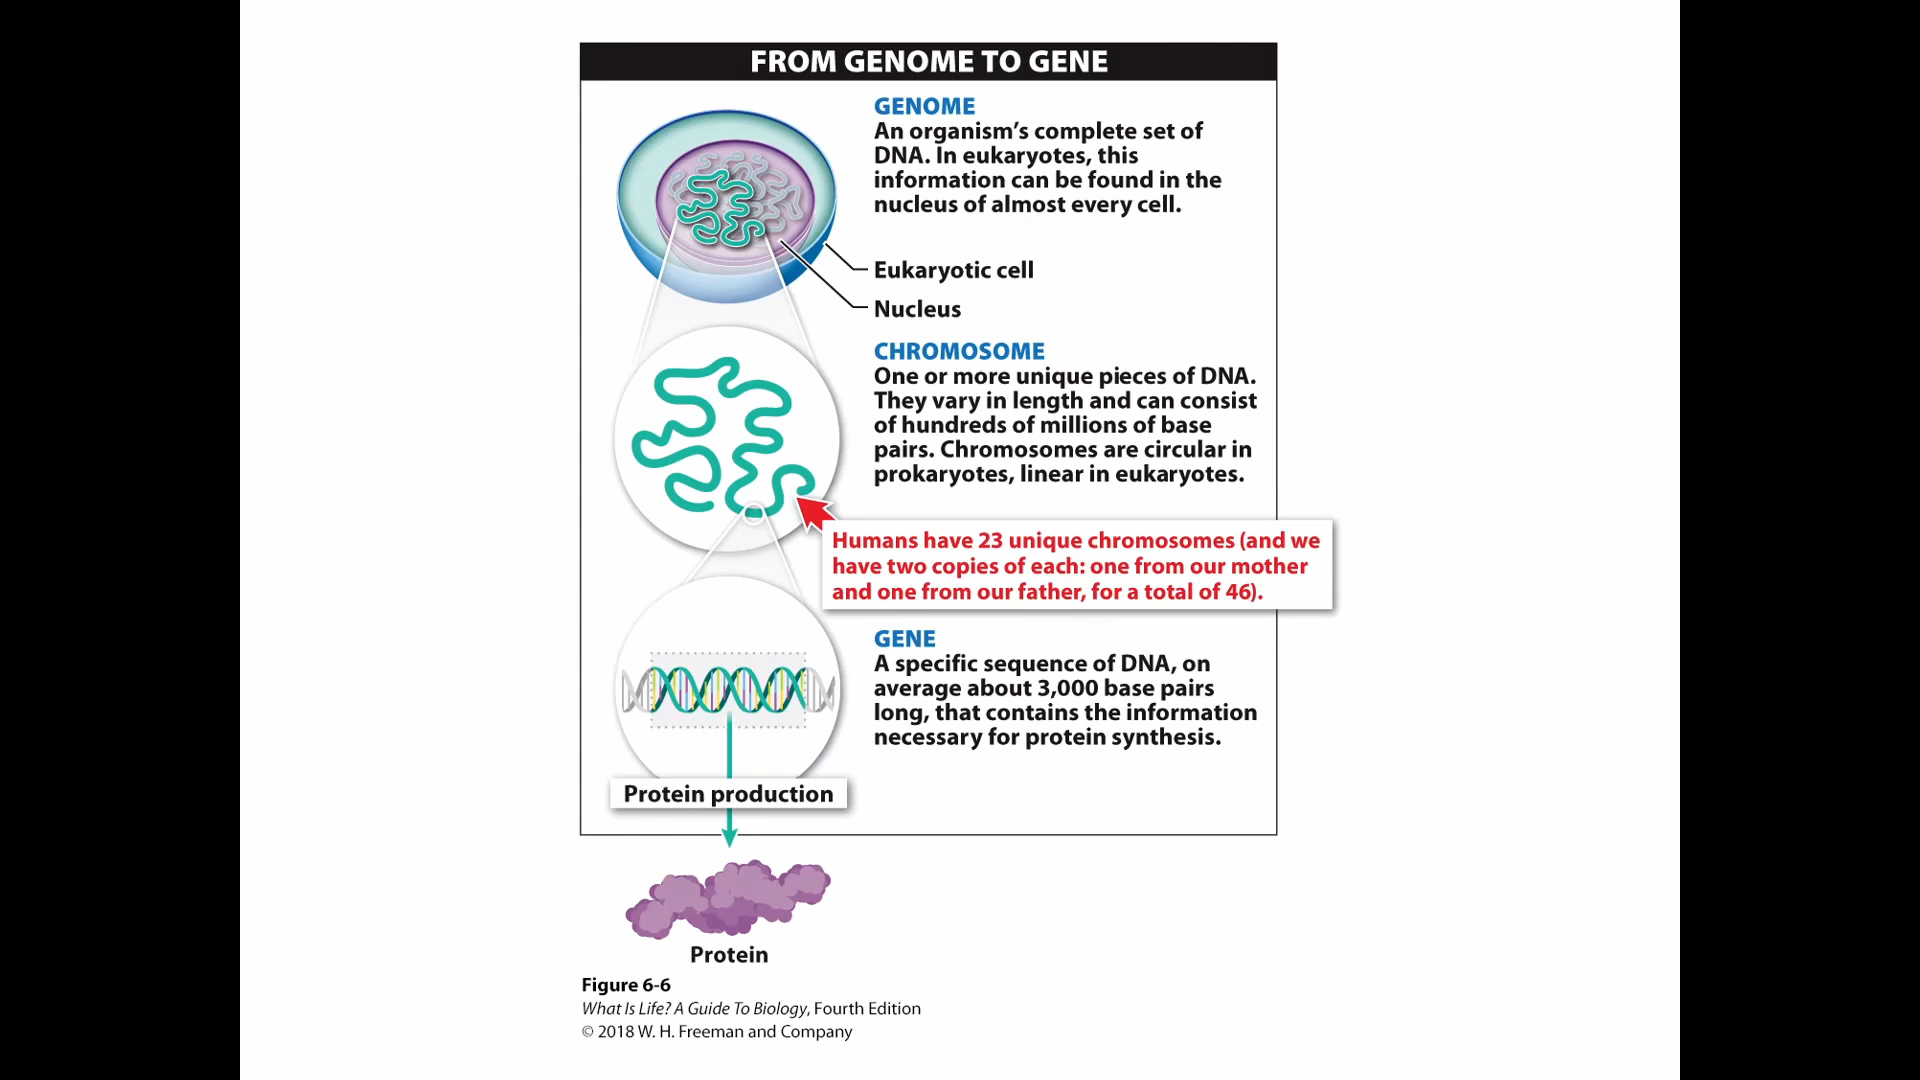 FROM GENOME TO GENE
GENOME
An organism's complete set of
DNA. In eukaryotes, this
information can be found in the
nucleus of almost every cell.
Eukaryotic cell
Nucleus
CHROMOSOME
One or more unique pieces of DNA.
They vary in length and can consist
of hundreds of millions of base
pairs. Chromosomes are circular in
prokaryotes, linear in eukaryotes.
Humans have 23 unique chromosomes (and we
have two copies of each: one from our mother
and one from our father, for a total of 46).
GENE
A specific sequence of DNA, on
average about 3,000 base pairs
long, that contains the information
necessary for protein synthesis.
Protein production
Protein
Figure 6-6
What Is Life? A Guide To Biology, Fourth Edition
© 2018 W. H. Freeman and Company